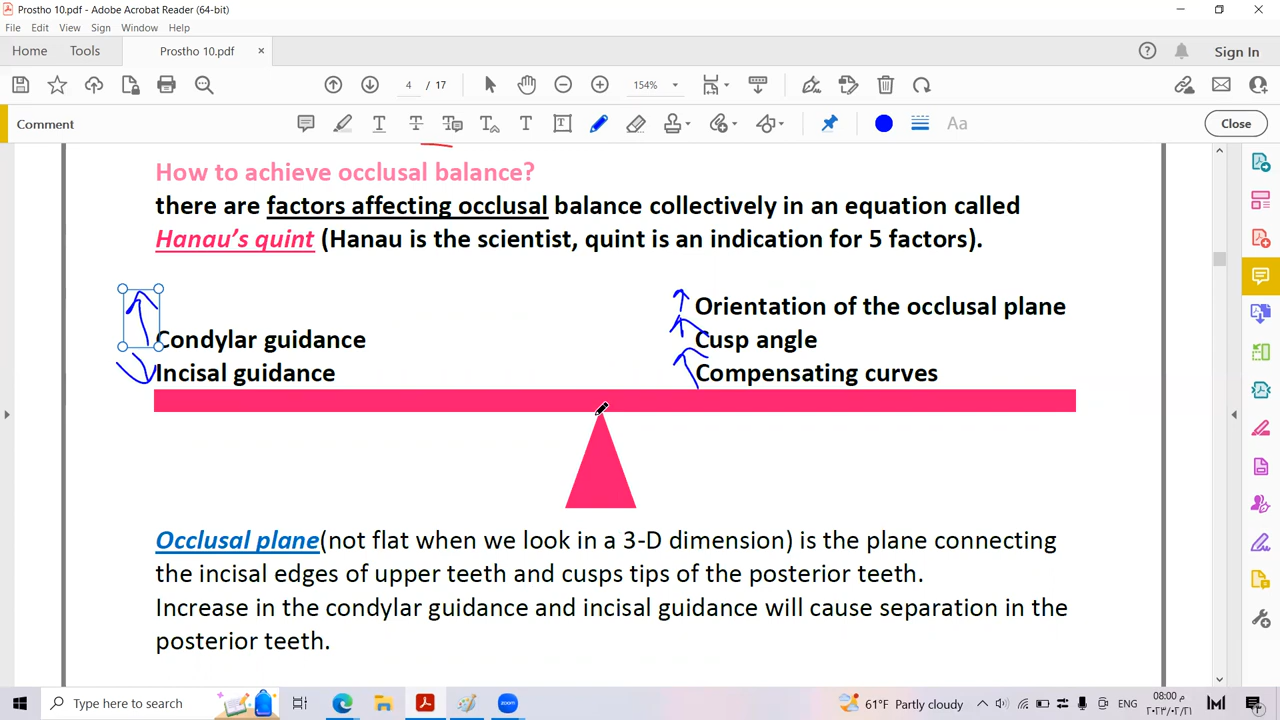 Prostho 10.pdf - Adobe Acrobat Reader (64-bit)
File Edit View Sign Window Help
Home Tools Prostho 10.pdf × Sign In
4 / 17 154%
Comment Aa Close
How to achieve occlusal balance?
there are factors affecting occlusal balance collectively in an equation called
Hanau's quint (Hanau is the scientist, quint is an indication for 5 factors).
Orientation of the occlusal plane
Condylar guidance Cusp angle
Incisal guidance Compensating curves
Occlusal plane(not flat when we look in a 3-D dimension) is the plane connecting
the incisal edges of upper teeth and cusps tips of the posterior teeth.
Increase in the condylar guidance and incisal guidance will cause separation in the
posterior teeth.
Type here to search zoom 61°F Partly cloudy 08:00 م
٢٠٢٣/٠٢/٢١